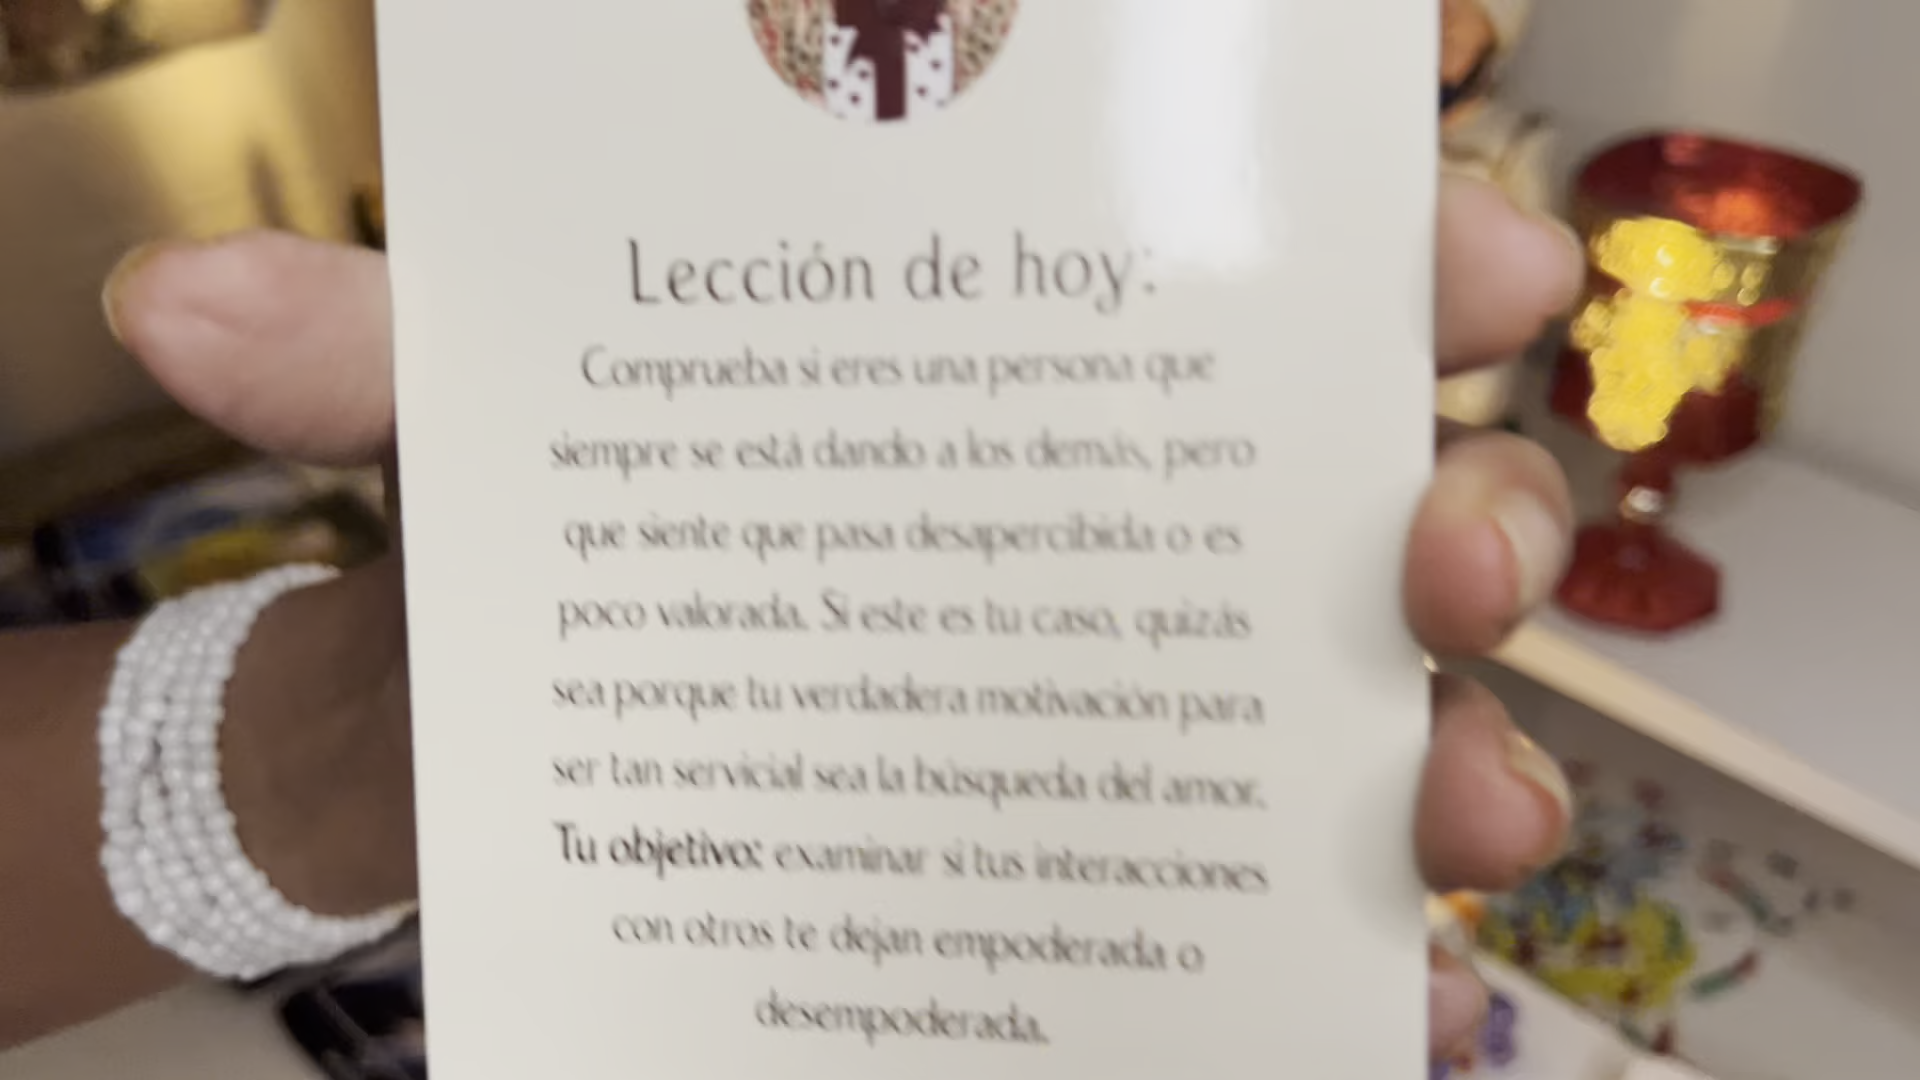 Lección de hoy:
Comprueba si eres una persona que
siempre se está dando a los demás, pero
que siente que pasa desapercibida o es
poco valorada. Si este es tu caso, quizás
sea porque tu verdadera motivación para
ser tan servicial sea la búsqueda del amor.
Tu objetivo: examinar si tus interacciones
con otros te dejan empoderada o
desempoderada.